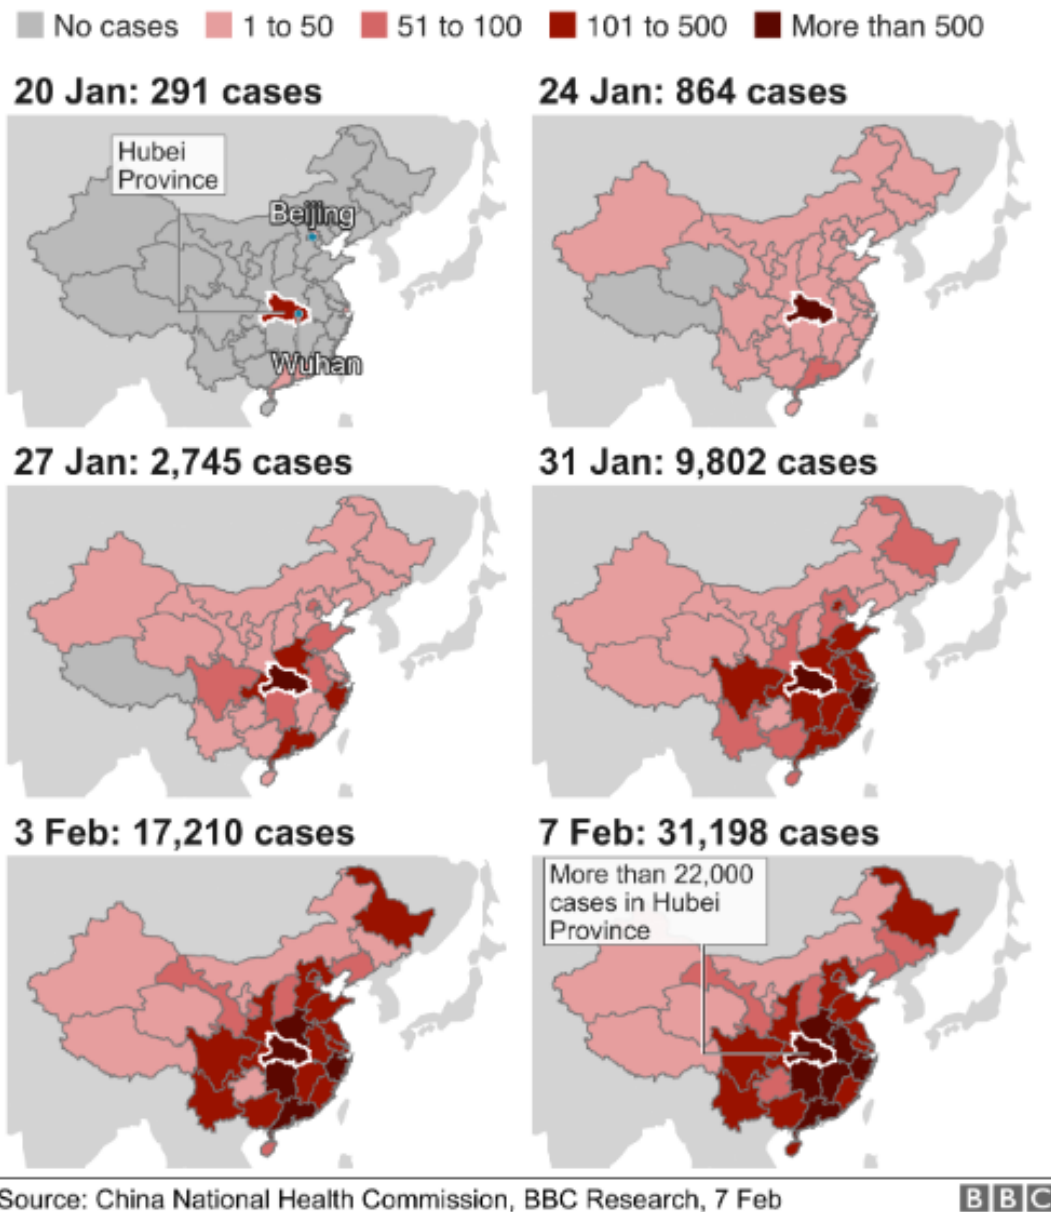 No cases 1 to 50 51 to 100 101 to 500 More than 500
20 Jan: 291 cases
Hubei
Province
Beijing
Wuhan
24 Jan: 864 cases
27 Jan: 2,745 cases
31 Jan: 9,802 cases
3 Feb: 17,210 cases
7 Feb: 31,198 cases
More than 22,000
cases in Hubei
Province
Source: China National Health Commission, BBC Research, 7 Feb
BBC